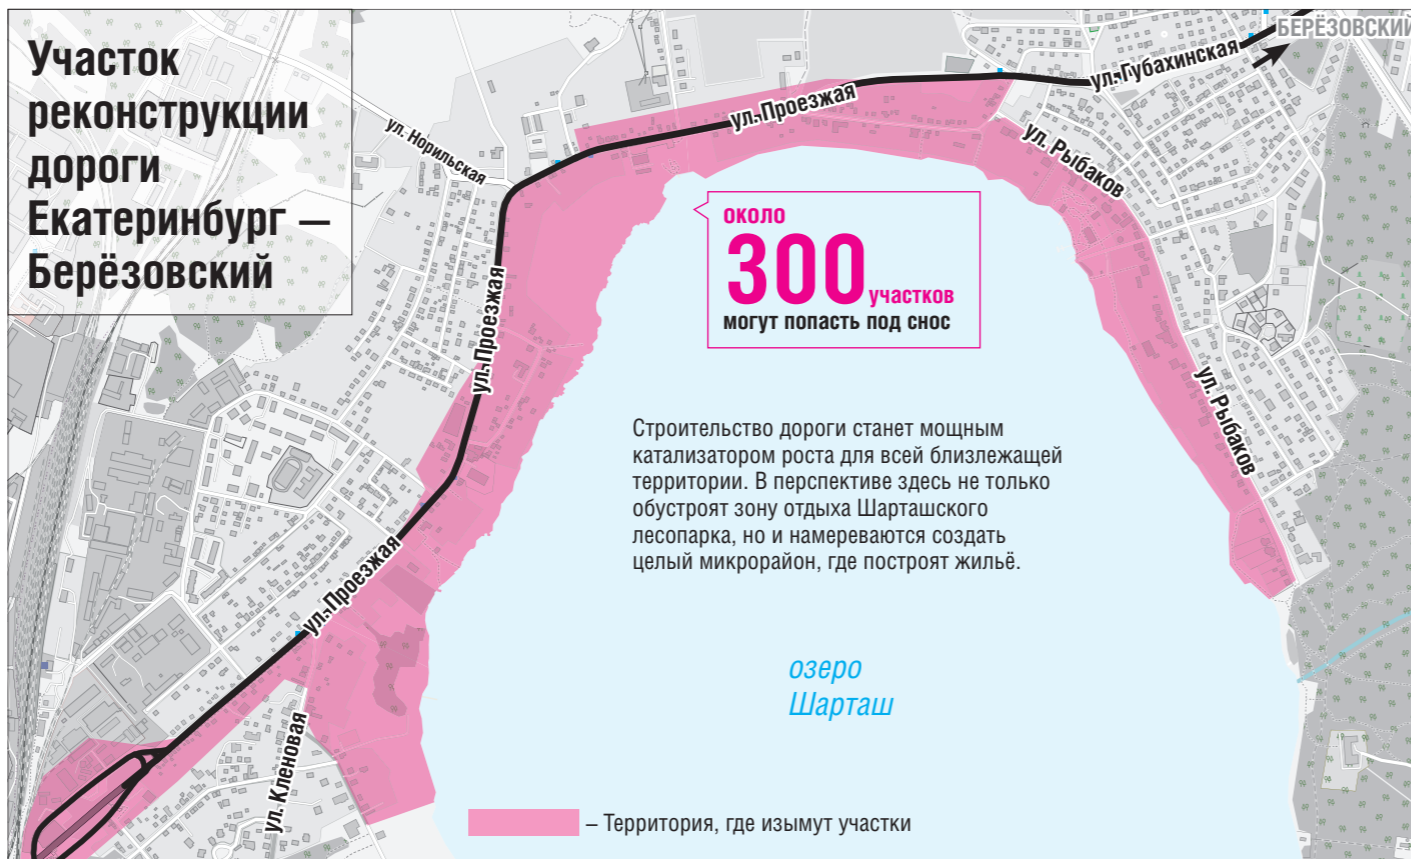 Участок
реконструкции
дороги
Екатеринбург –
Берёзовский
БЕРЁЗОВСКИЙ
ул. Губахинская
ул. Проезжая
ул. Норильская
ул. Рыбаков
около
300 участков
могут попасть под снос
ул. Проезжая
ул. Рыбаков
Строительство дороги станет мощным
катализатором роста для всей близлежащей
территории. В перспективе здесь не только
обустроят зону отдыха Шарташского
лесопарка, но и намереваются создать
целый микрорайон, где построят жильё.
ул. Проезжая
озеро
Шарташ
ул. Кленовая
– Территория, где изымут участки